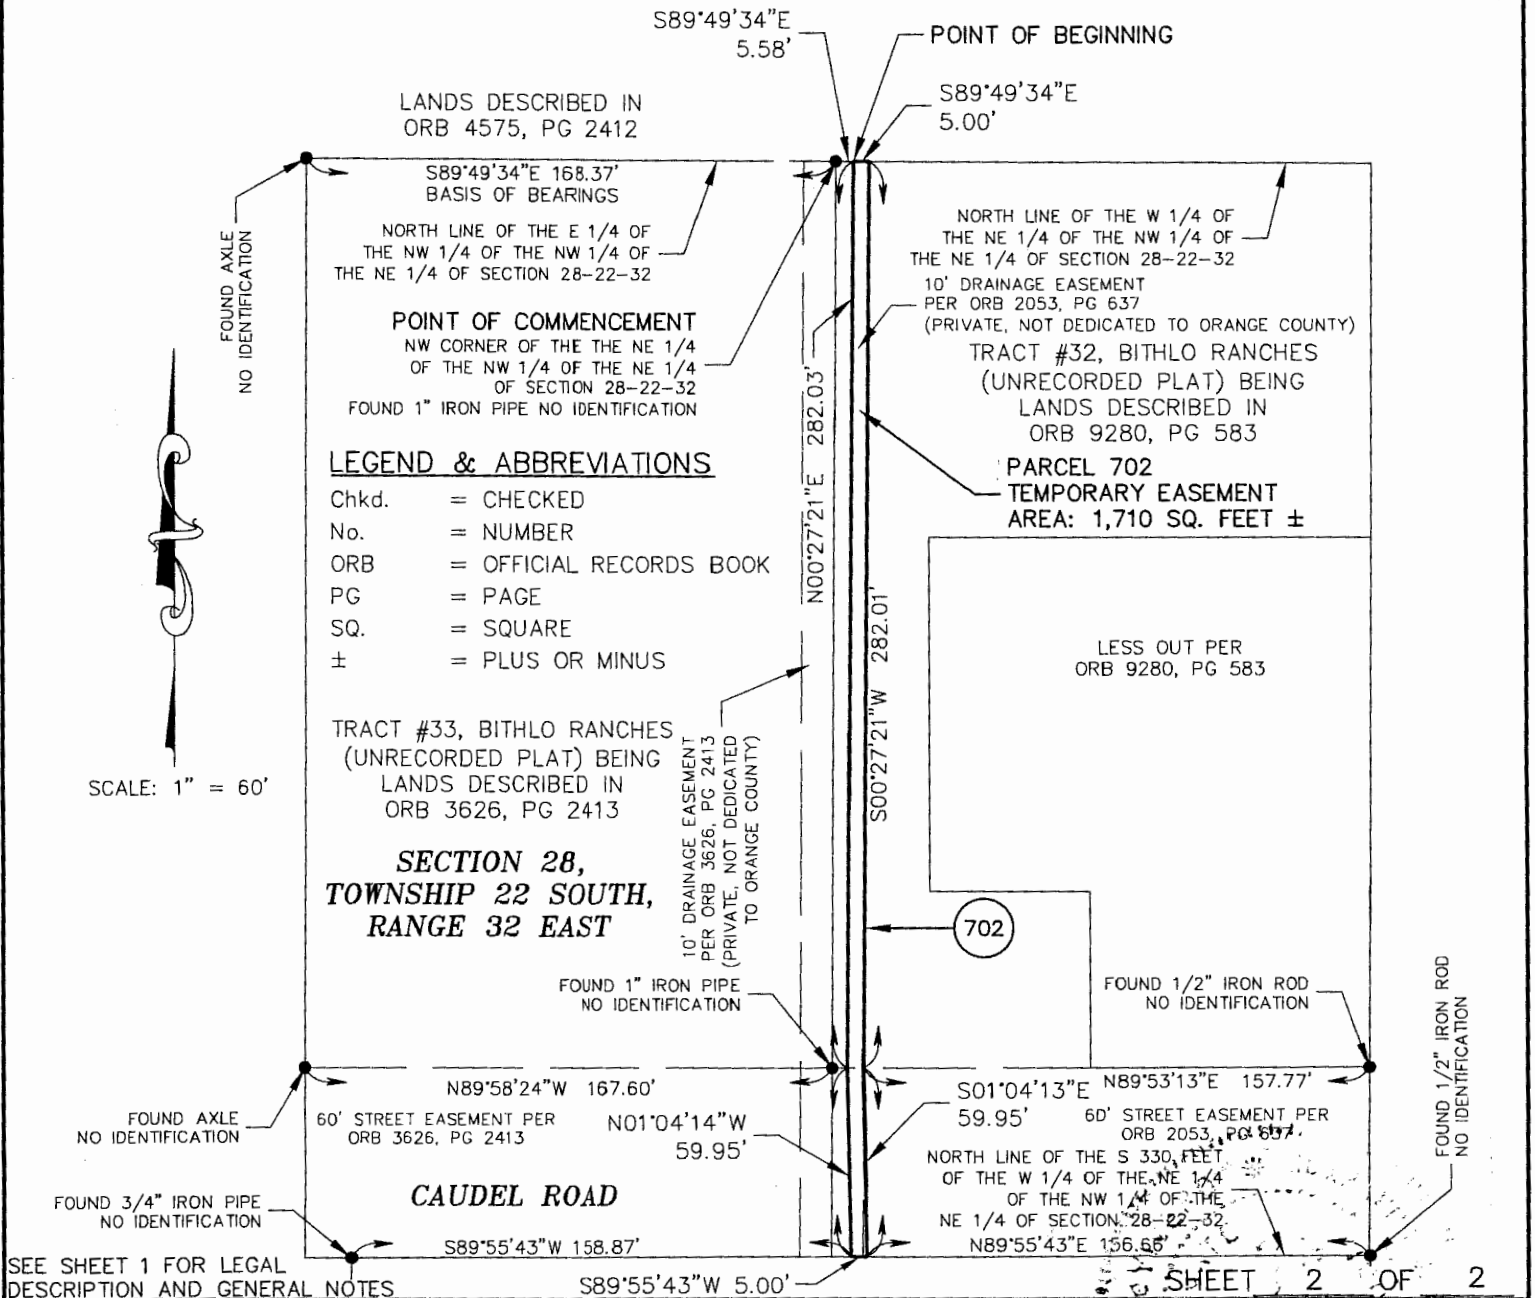 S89°49'34"E
5.58'
POINT OF BEGINNING
S89°49'34"E
5.00'
LANDS DESCRIBED IN
ORB 4575, PG 2412
S89°49'34"E 168.37'
BASIS OF BEARINGS
NORTH LINE OF THE E 1/4 OF
THE NW 1/4 OF THE NW 1/4 OF
THE NE 1/4 OF SECTION 28-22-32
FOUND AXLE
NO IDENTIFICATION
NORTH LINE OF THE W 1/4 OF
THE NE 1/4 OF THE NW 1/4 OF
THE NE 1/4 OF SECTION 28-22-32
10' DRAINAGE EASEMENT
PER ORB 2053, PG 637
(PRIVATE, NOT DEDICATED TO ORANGE COUNTY)
POINT OF COMMENCEMENT
NW CORNER OF THE THE NE 1/4
OF THE NW 1/4 OF THE NE 1/4
OF SECTION 28-22-32
FOUND 1" IRON PIPE NO IDENTIFICATION
TRACT #32, BITHLO RANCHES
(UNRECORDED PLAT) BEING
LANDS DESCRIBED IN
ORB 9280, PG 583
N00°27'21"E 282.03'
PARCEL 702
TEMPORARY EASEMENT
AREA: 1,710 SQ. FEET ±
LEGEND & ABBREVIATIONS
Chkd. = CHECKED
No. = NUMBER
ORB = OFFICIAL RECORDS BOOK
PG = PAGE
SQ. = SQUARE
± = PLUS OR MINUS
S00°27'21"W 282.01'
LESS OUT PER
ORB 9280, PG 583
SCALE: 1" = 60'
TRACT #33, BITHLO RANCHES
(UNRECORDED PLAT) BEING
LANDS DESCRIBED IN
ORB 3626, PG 2413
10' DRAINAGE EASEMENT
PER ORB 3626, PG 2413
(PRIVATE, NOT DEDICATED
TO ORANGE COUNTY)
SECTION 28,
TOWNSHIP 22 SOUTH,
RANGE 32 EAST
702
FOUND 1" IRON PIPE
NO IDENTIFICATION
FOUND 1/2" IRON ROD
NO IDENTIFICATION
FOUND 1/2" IRON ROD
NO IDENTIFICATION
N89°58'24"W 167.60'
S01°04'13"E
59.95'
N89°53'13"E 157.77'
FOUND AXLE
NO IDENTIFICATION
60' STREET EASEMENT PER
ORB 3626, PG 2413
N01°04'14"W
59.95'
60' STREET EASEMENT PER
ORB 2053, PG 637
NORTH LINE OF THE S 330 FEET
OF THE W 1/4 OF THE NE 1/4
OF THE NW 1/4 OF THE
NE 1/4 OF SECTION 28-22-32
FOUND 3/4" IRON PIPE
NO IDENTIFICATION
CAUDEL ROAD
S89°55'43"W 158.87'
N89°55'43"E 156.66'
SEE SHEET 1 FOR LEGAL
DESCRIPTION AND GENERAL NOTES
S89°55'43"W 5.00'
SHEET 2 OF 2